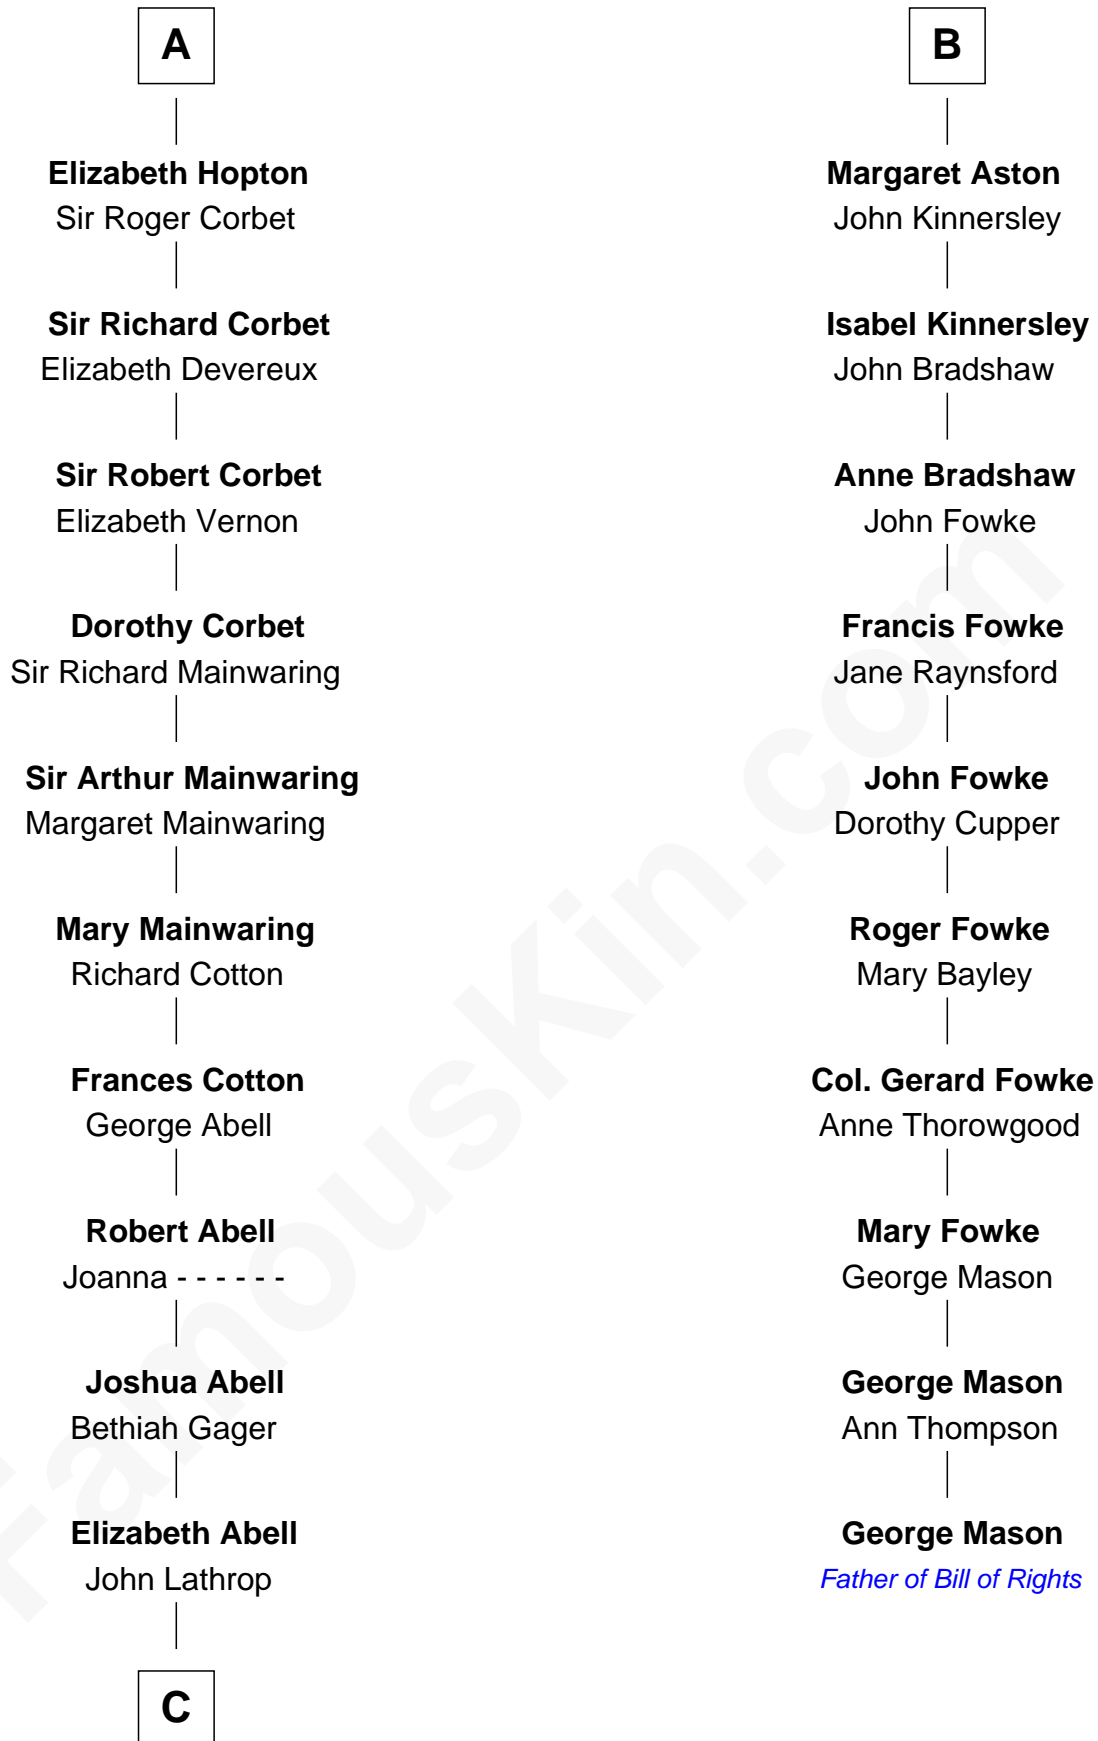 A
Elizabeth Hopton
Sir Roger Corbet
Sir Richard Corbet
Elizabeth Devereux
Sir Robert Corbet
Elizabeth Vernon
Dorothy Corbet
Sir Richard Mainwaring
Sir Arthur Mainwaring
Margaret Mainwaring
Mary Mainwaring
Richard Cotton
Frances Cotton
George Abell
Robert Abell
Joanna - - - - - -
Joshua Abell
Bethiah Gager
Elizabeth Abell
John Lathrop
C
B
Margaret Aston
John Kinnersley
Isabel Kinnersley
John Bradshaw
Anne Bradshaw
John Fowke
Francis Fowke
Jane Raynsford
John Fowke
Dorothy Cupper
Roger Fowke
Mary Bayley
Col. Gerard Fowke
Anne Thorowgood
Mary Fowke
George Mason
George Mason
Ann Thompson
George Mason
Father of Bill of Rights
FamousKin.com